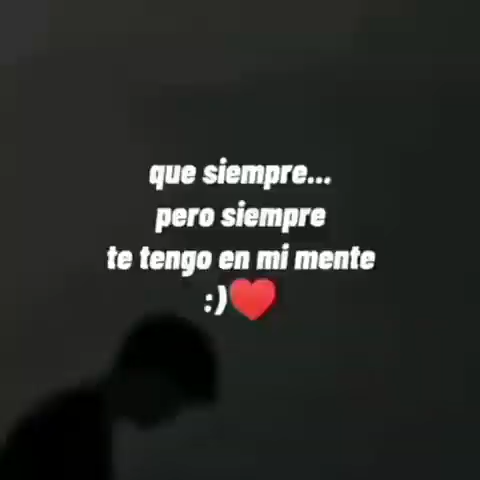 que siempre...
pero siempre
te tengo en mi mente
:)❤️